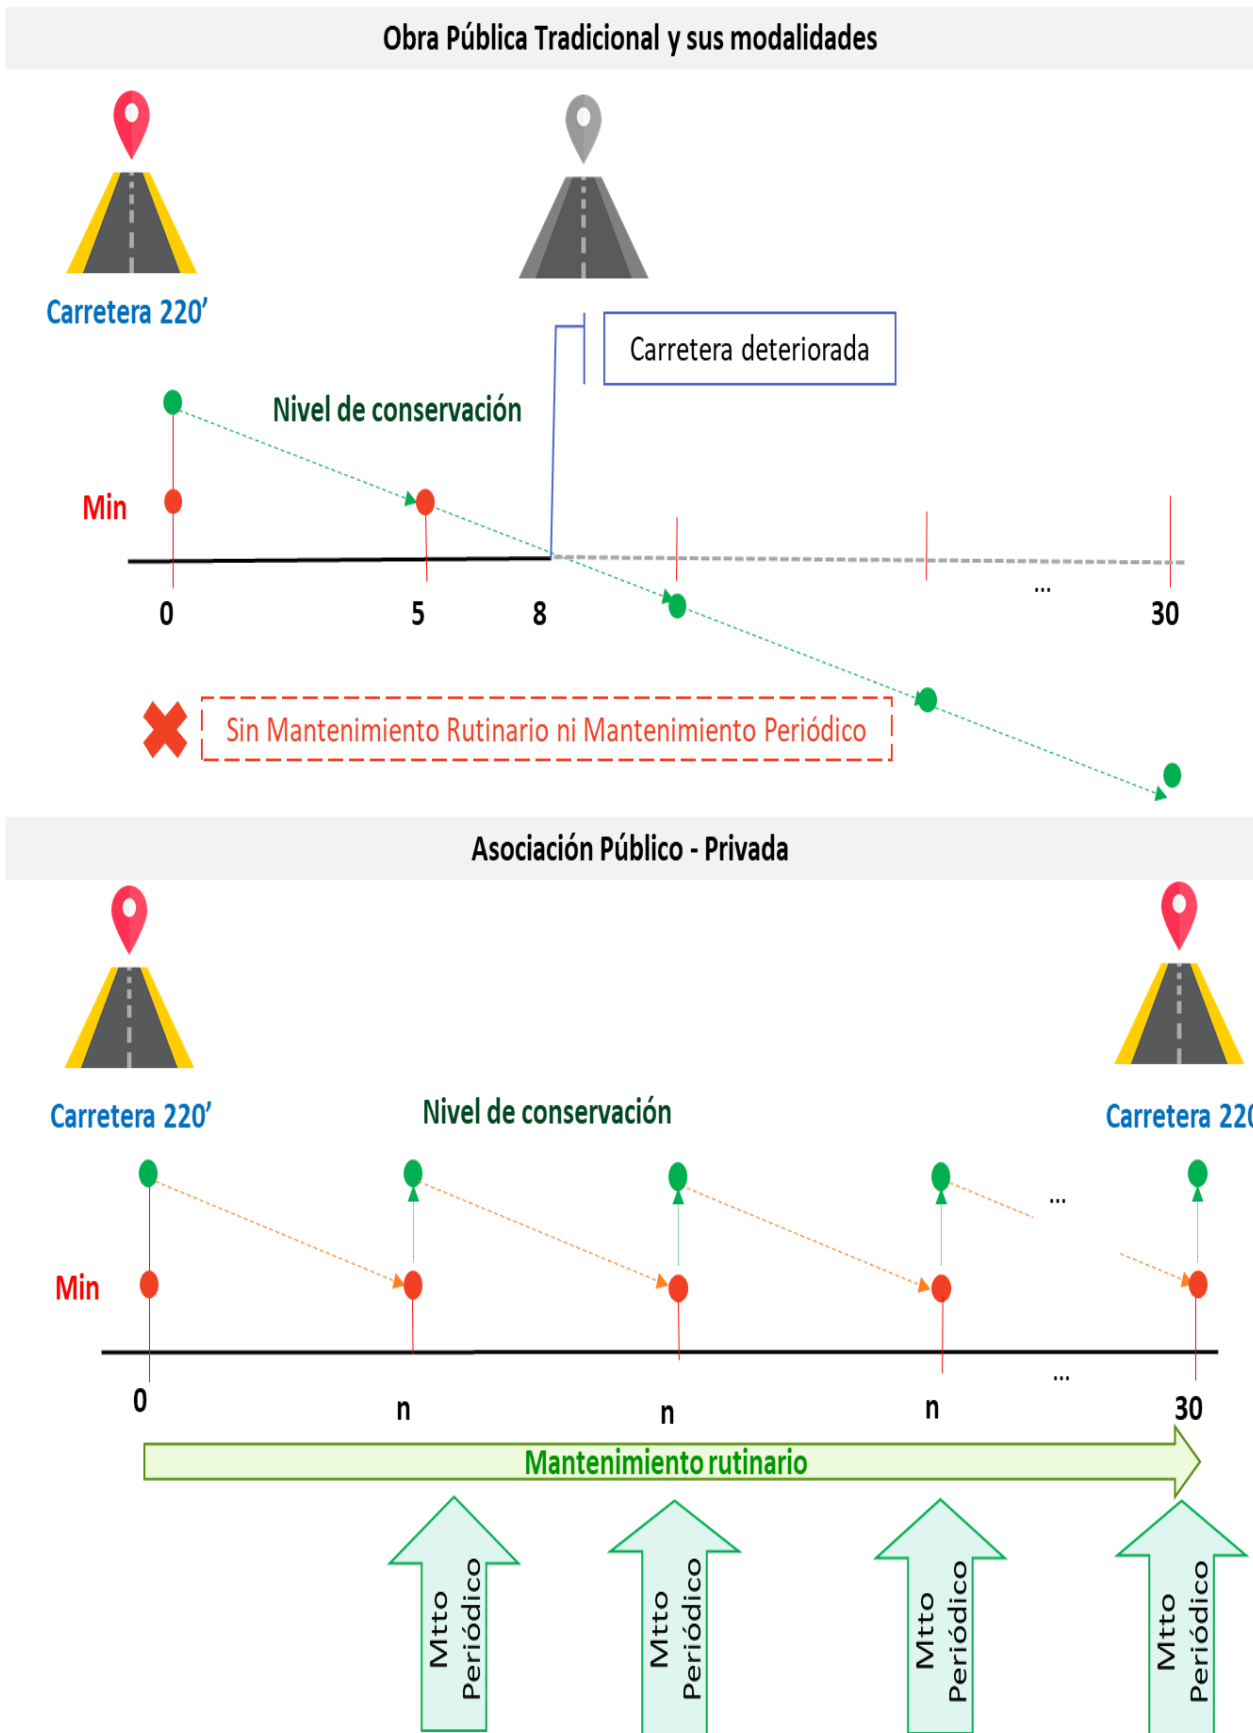 Obra Pública Tradicional y sus modalidades
Carretera 220’
Carretera deteriorada
Nivel de conservación
Min
...
0 5 8 30
Sin Mantenimiento Rutinario ni Mantenimiento Periódico
Asociación Público - Privada
Carretera 220’
Nivel de conservación
Carretera 220
...
Min
...
0 n n n 30
Mantenimiento rutinario
Mtto
Periódico
Mtto
Periódico
Mtto
Periódico
Mtto
Periódico